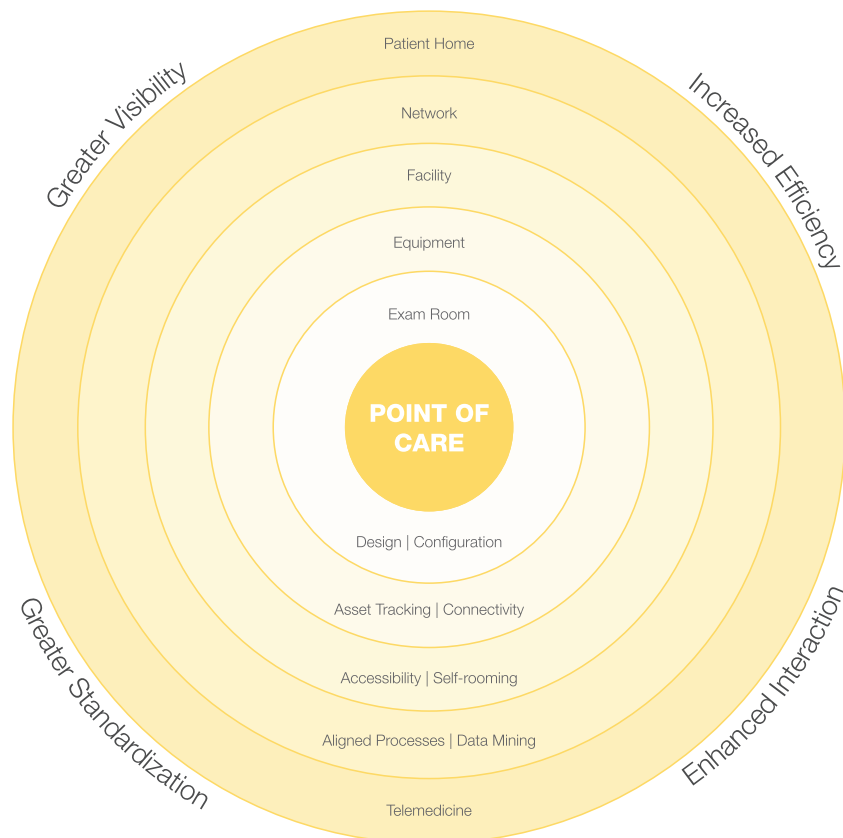 Patient Home
Greater Visibility
Increased Efficiency
Network
Facility
Equipment
Exam Room
POINT OF
CARE
Design | Configuration
Asset Tracking | Connectivity
Accessibility | Self-rooming
Greater Standardization
Enhanced Interaction
Aligned Processes | Data Mining
Telemedicine